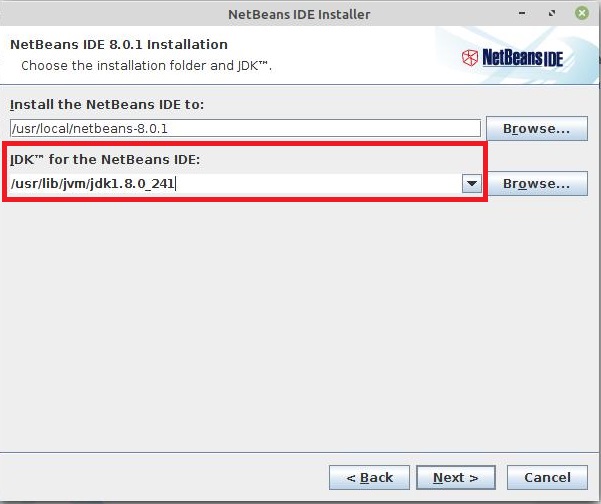 NetBeans IDE Installer
NetBeans IDE 8.0.1 Installation
Choose the installation folder and JDK™.
NetBeans IDE
Install the NetBeans IDE to:
/usr/local/netbeans-8.0.1
Browse...
JDK™ for the NetBeans IDE:
/usr/lib/jvm/jdk1.8.0_241
Browse...
< Back
Next >
Cancel